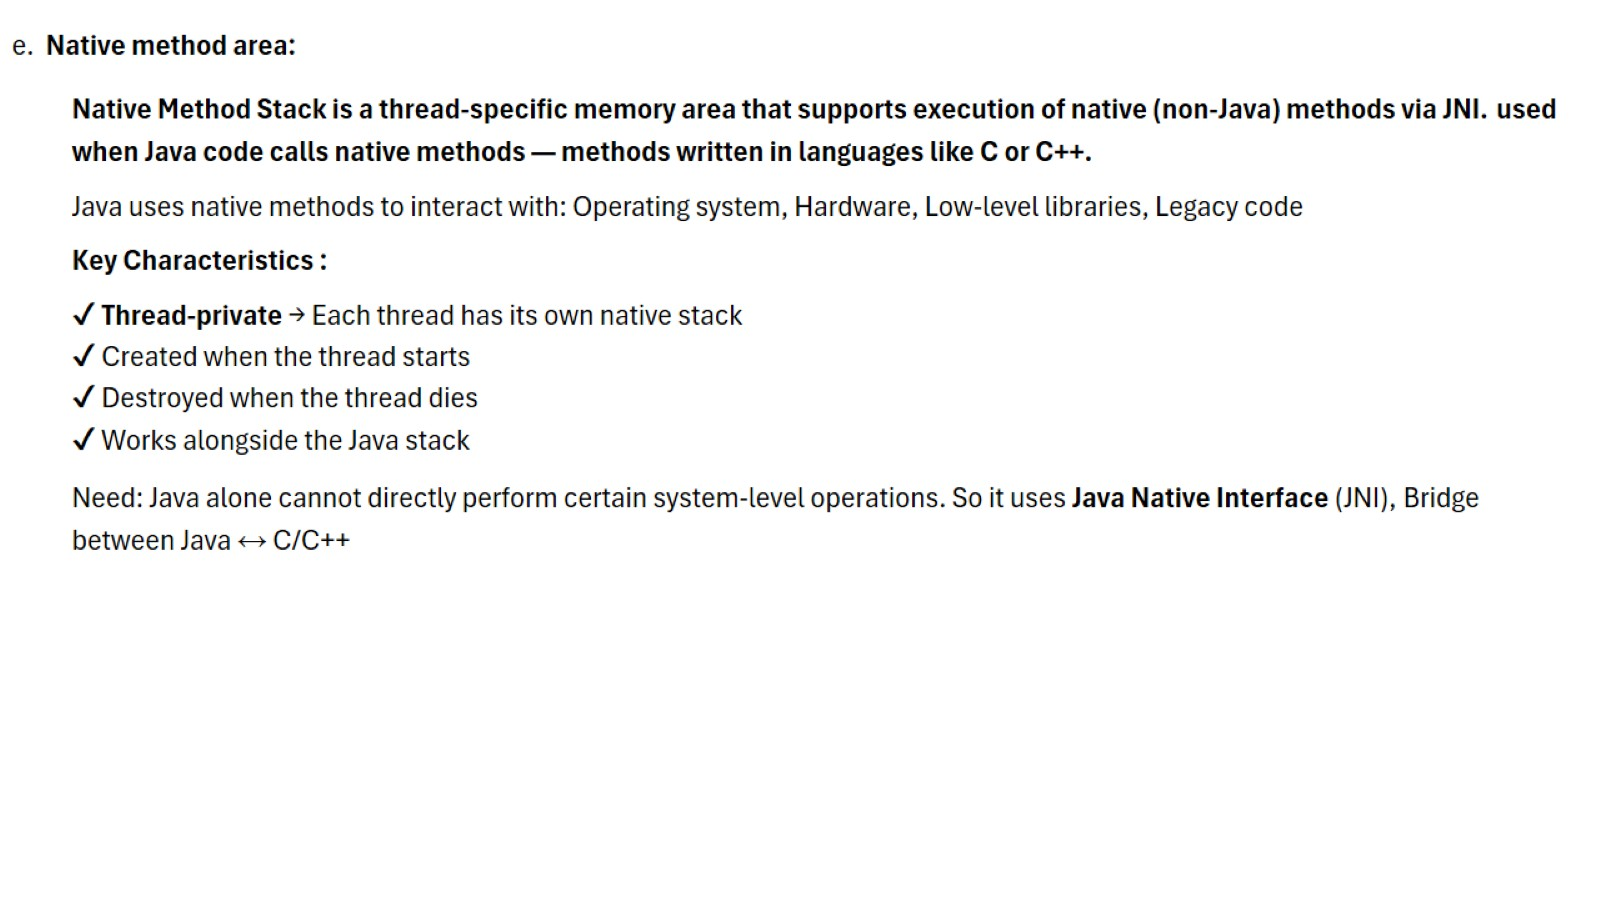 e. Native method area:
Native Method Stack is a thread-specific memory area that supports execution of native (non-Java) methods via JNI. used
when Java code calls native methods — methods written in languages like C or C++.
Java uses native methods to interact with: Operating system, Hardware, Low-level libraries, Legacy code
Key Characteristics :
✔ Thread-private → Each thread has its own native stack
✔ Created when the thread starts
✔ Destroyed when the thread dies
✔ Works alongside the Java stack
Need: Java alone cannot directly perform certain system-level operations. So it uses Java Native Interface (JNI), Bridge
between Java ↔ C/C++